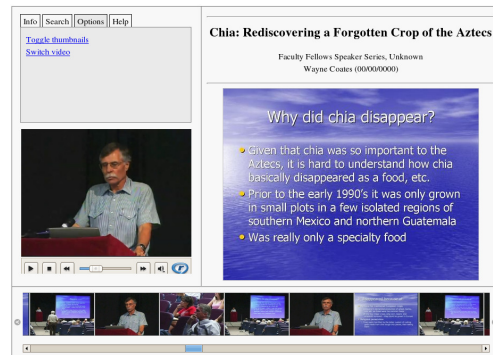 Info Search Options Help
Toggle thumbnails
Switch video
Chia: Rediscovering a Forgotten Crop of the Aztecs
Faculty Fellows Speaker Series, Unknown
Wayne Coates (00/00/0000)
Why did chia disappear?
Given that chia was so important to the
Aztecs, it is hard to understand how chia
basically disappeared as a food, etc.
Prior to the early 1990's it was only grown
in small plots in a few isolated regions of
southern Mexico and northern Guatemala
Was really only a specialty food